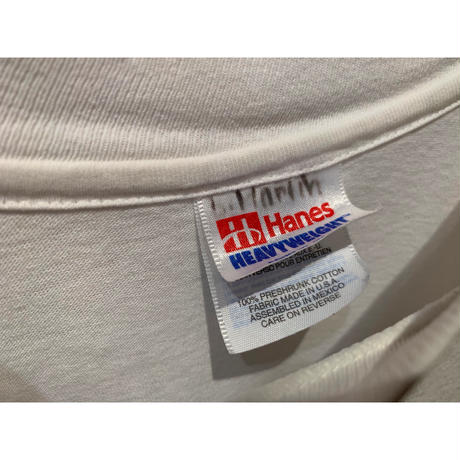 Hanes
HEAVYWEIGHT
100% PRESHRUNK COTTON
FABRIC MADE IN U.S.A.
ASSEMBLED IN MEXICO
CARE ON REVERSE